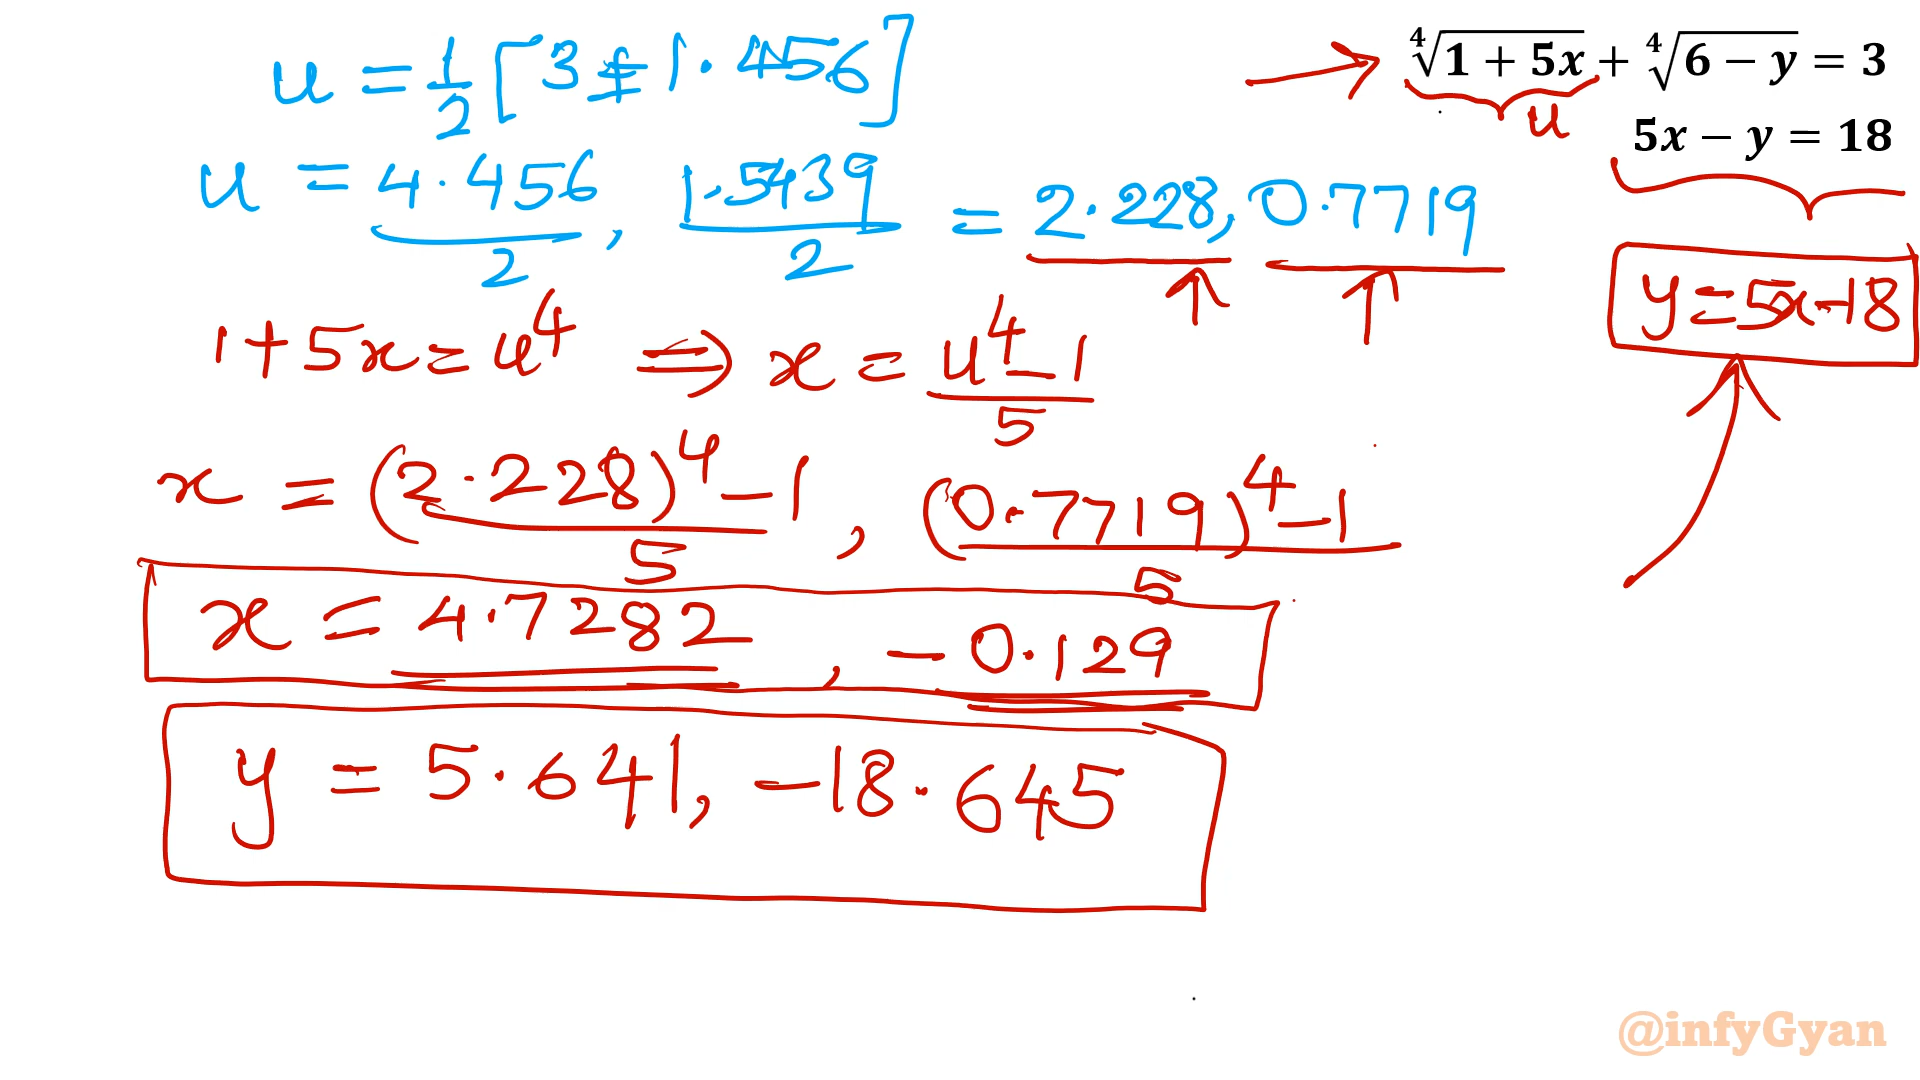 u = 1/2 [3 ± 1.456]
u = 4.456/2 , 1.5439/2 = 2.228, 0.7719
1+5x = u⁴ ⇒ x = (u⁴−1)/5
x = ((2.228)⁴−1)/5 , ((0.7719)⁴−1)/5
x = 4.7282 , −0.129
y = 5.641, −18.645
→ ∜(1 + 5x) + ∜(6 − y) = 3
u
5x − y = 18
y = 5x−18
@infyGyan